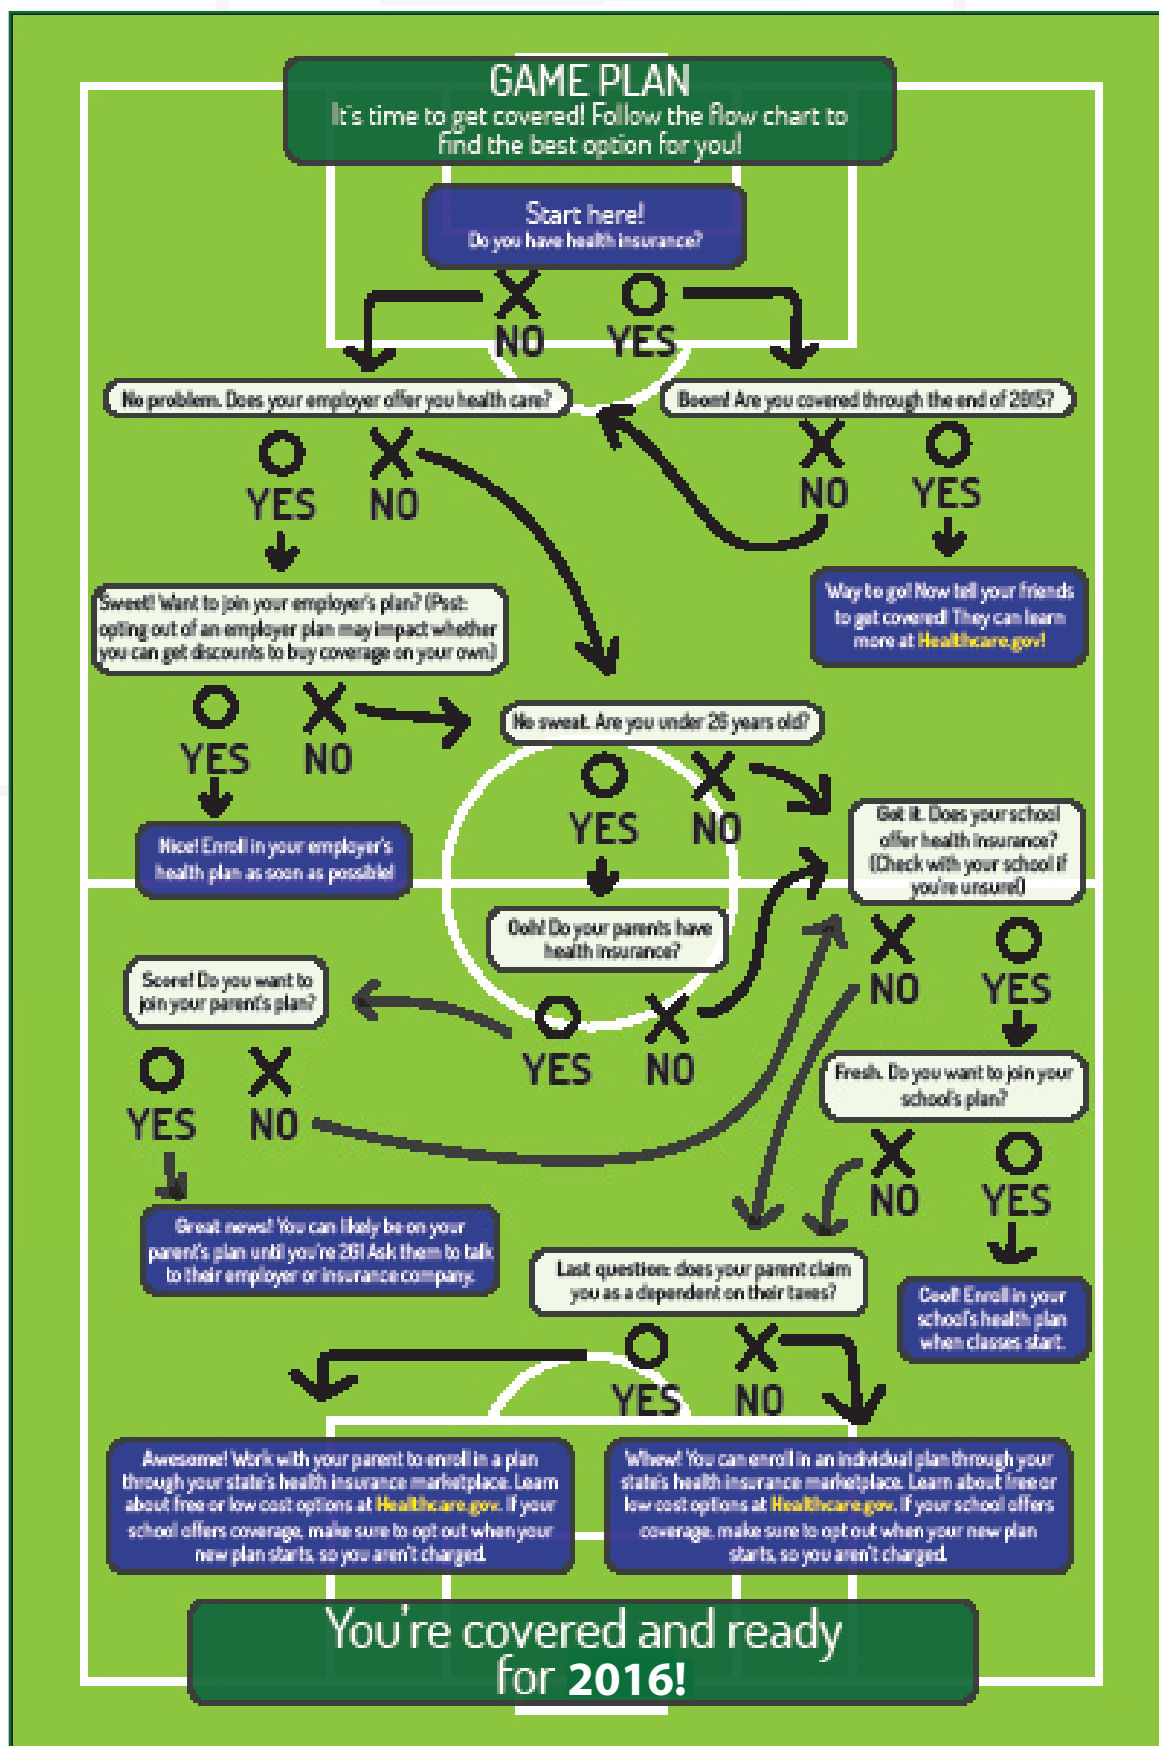 GAME PLAN
It's time to get covered! Follow the flow chart to
find the best option for you!
Start here!
Do you have health insurance?
NO
YES
No problem. Does your employer offer you health care?
Boom! Are you covered through the end of 2015?
YES
NO
NO
YES
Sweet! Want to join your employer's plan? (Psst:
opting out of an employer plan may impact whether
you can get discounts to buy coverage on your own)
Way to go! Now tell your friends
to get covered! They can learn
more at Healthcare.gov!
YES
NO
No sweat. Are you under 26 years old?
YES
NO
Nice! Enroll in your employer's
health plan as soon as possible!
Got it. Does your school
offer health insurance?
(Check with your school if
you're unsure!)
Ooh! Do your parents have
health insurance?
NO
YES
Score! Do you want to
join your parent's plan?
YES
NO
Fresh. Do you want to join your
school's plan?
YES
NO
NO
YES
Great news! You can likely be on your
parent's plan until you're 26! Ask them to talk
to their employer or insurance company.
Last question: does your parent claim
you as a dependent on their taxes?
Cool! Enroll in your
school's health plan
when classes start.
YES
NO
Awesome! Work with your parent to enroll in a plan
through your state's health insurance marketplace. Learn
about free or low cost options at Healthcare.gov. If your
school offers coverage, make sure to opt out when your
new plan starts, so you aren't charged.
Whew! You can enroll in an individual plan through your
state's health insurance marketplace. Learn about free or
low cost options at Healthcare.gov. If your school offers
coverage, make sure to opt out when your new plan
starts, so you aren't charged.
You're covered and ready
for 2016!